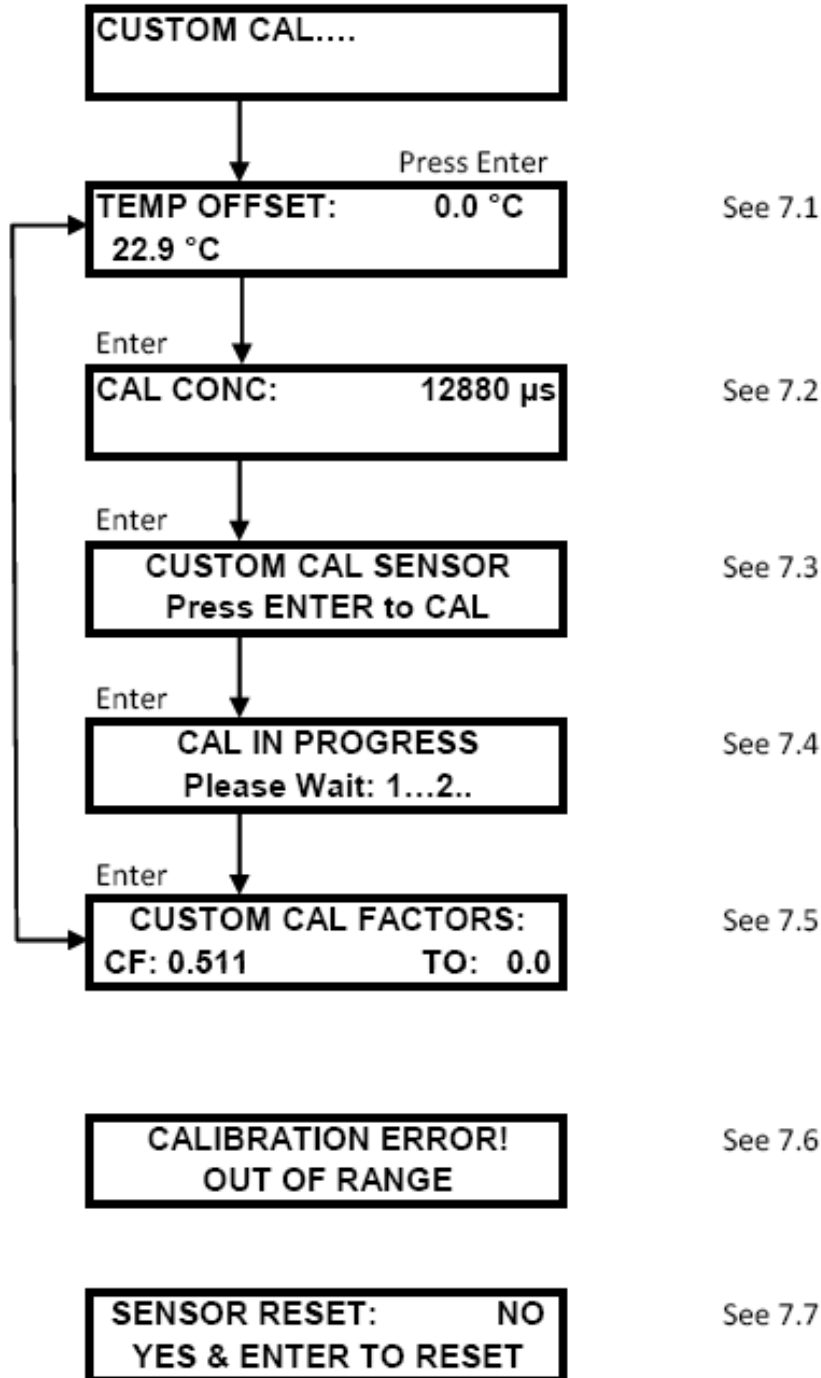 CUSTOM CAL....
Press Enter
TEMP OFFSET: 0.0 °C
See 7.1
22.9 °C
Enter
CAL CONC: 12880 µs
See 7.2
Enter
CUSTOM CAL SENSOR
See 7.3
Press ENTER to CAL
Enter
CAL IN PROGRESS
See 7.4
Please Wait: 1...2..
Enter
CUSTOM CAL FACTORS:
See 7.5
CF: 0.511 TO: 0.0
CALIBRATION ERROR!
See 7.6
OUT OF RANGE
SENSOR RESET: NO
See 7.7
YES & ENTER TO RESET